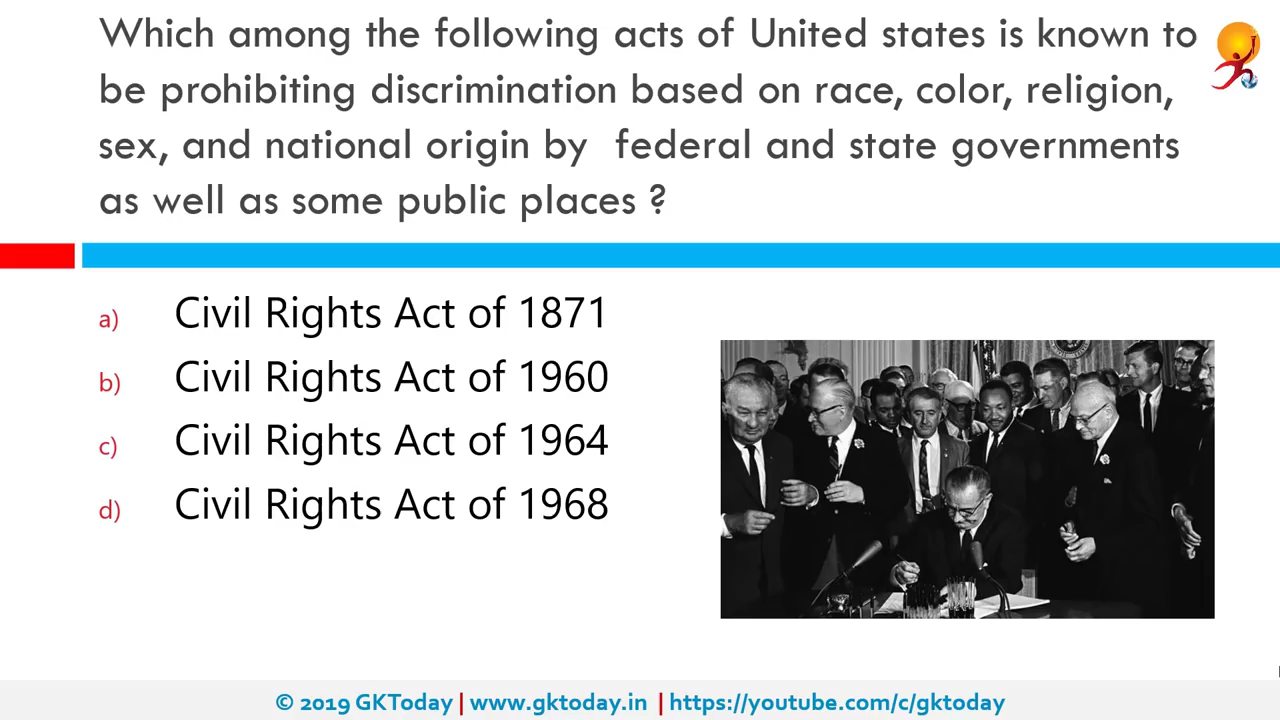 Which among the following acts of United states is known to
be prohibiting discrimination based on race, color, religion,
sex, and national origin by  federal and state governments
as well as some public places ?
a) Civil Rights Act of 1871
b) Civil Rights Act of 1960
c) Civil Rights Act of 1964
d) Civil Rights Act of 1968
© 2019 GKToday | www.gktoday.in | https://youtube.com/c/gktoday